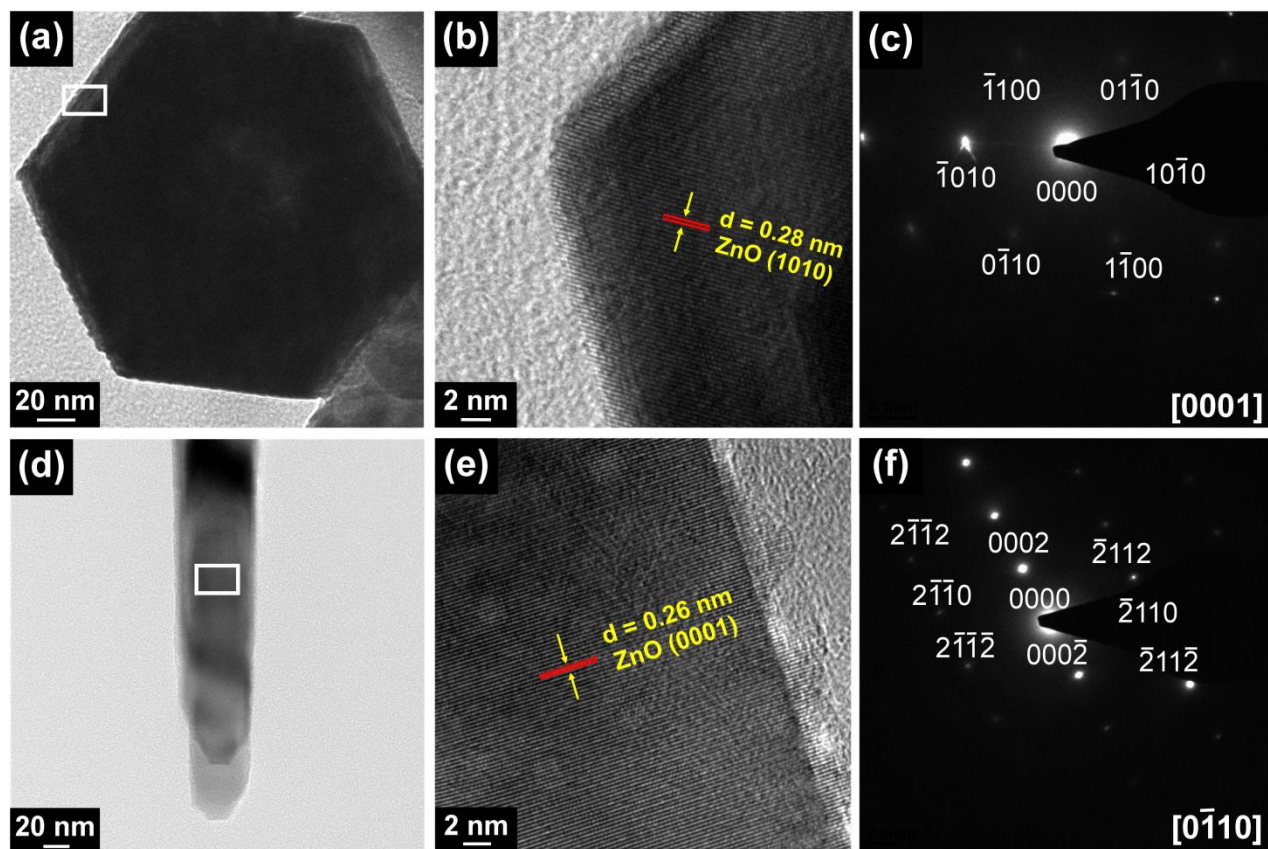 (a)
20 nm
(b)
d = 0.28 nm
ZnO (1010)
2 nm
(c)
1̅100
011̅0
1̅010
0000
101̅0
01̅10
11̅00
[0001]
(d)
20 nm
(e)
d = 0.26 nm
ZnO (0001)
2 nm
(f)
21̅1̅2
0002
2̅112
21̅1̅0
0000
2̅110
21̅1̅2̅
0002̅
2̅112̅
[01̅10]